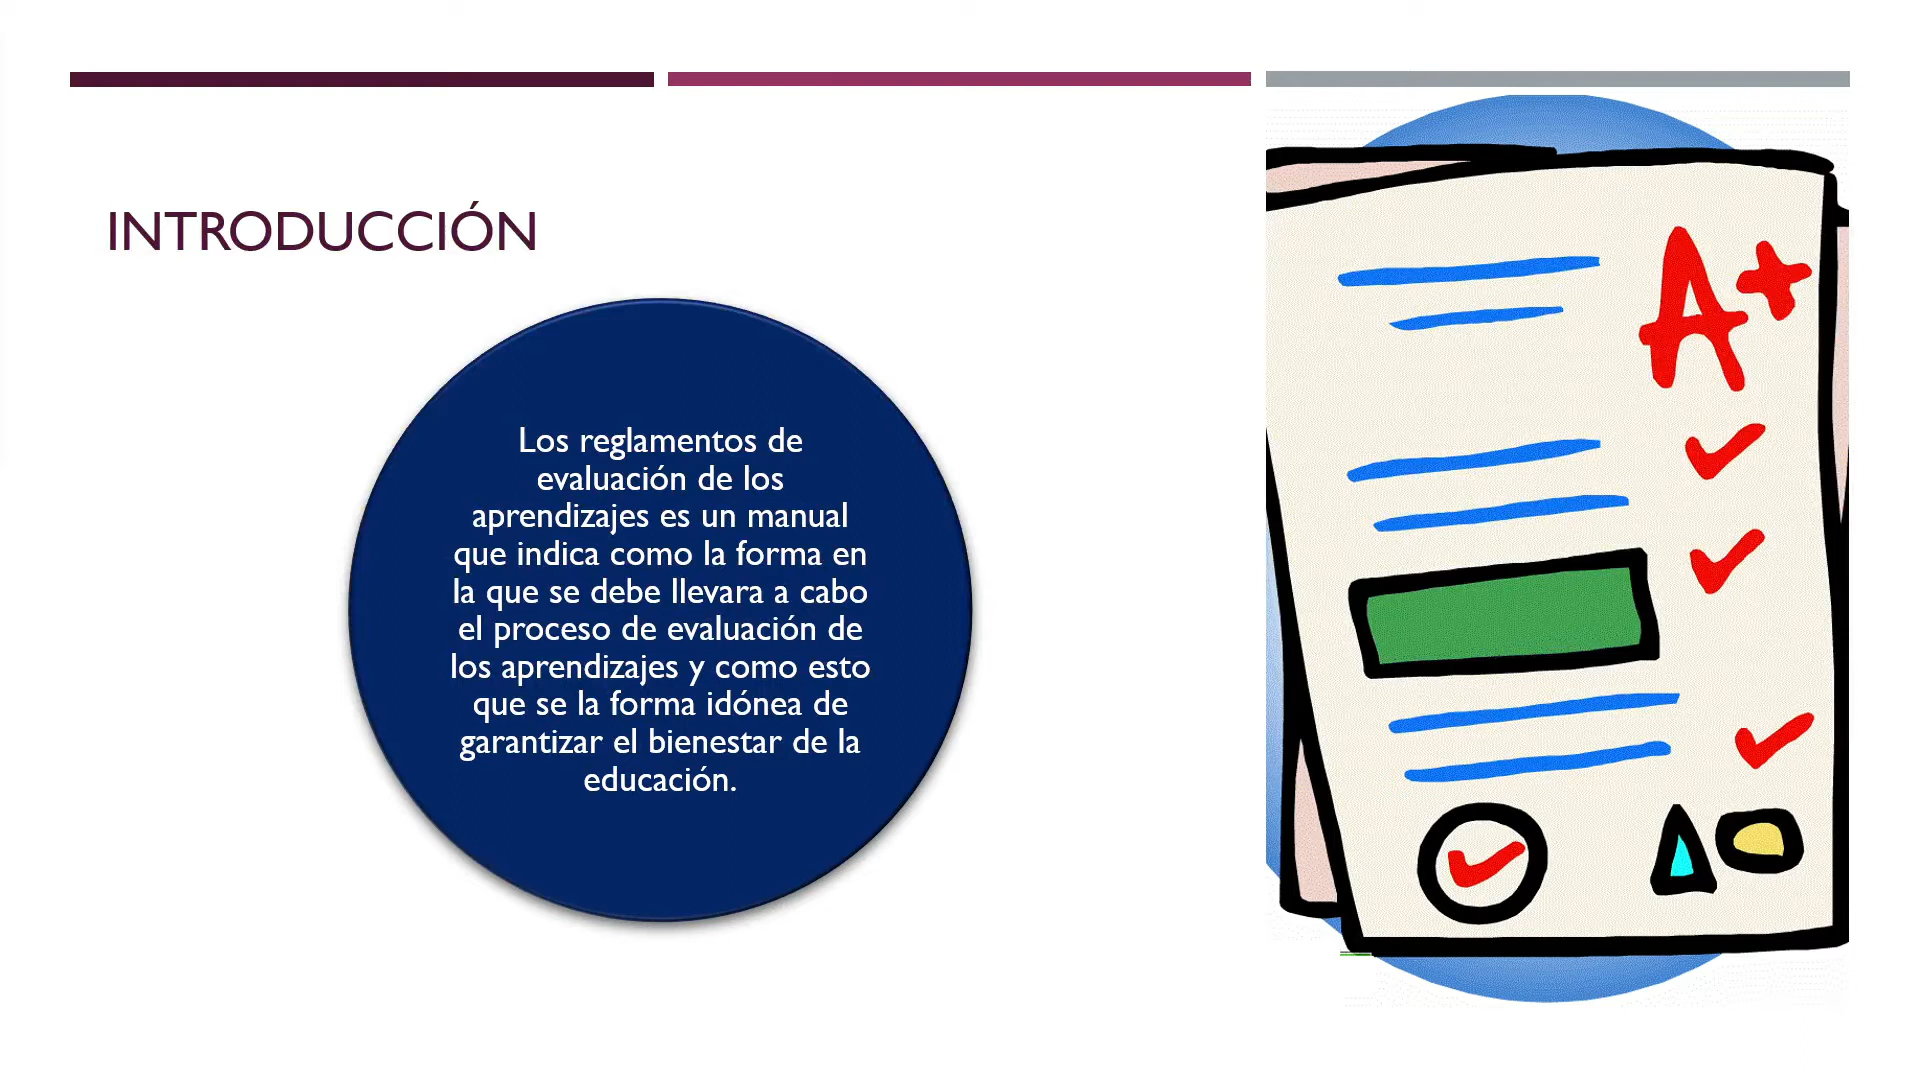 INTRODUCCIÓN
Los reglamentos de
evaluación de los
aprendizajes es un manual
que indica como la forma en
la que se debe llevara a cabo
el proceso de evaluación de
los aprendizajes y como esto
que se la forma idónea de
garantizar el bienestar de la
educación.
A+